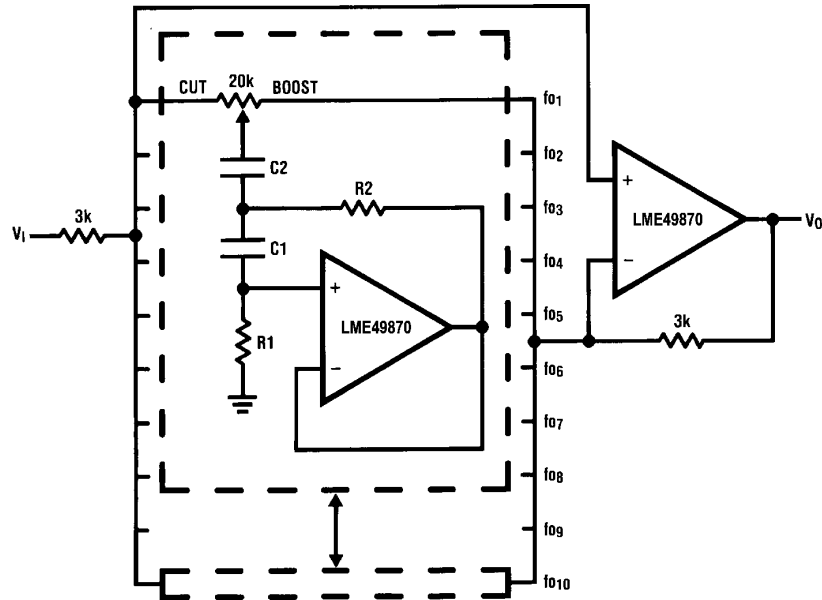 CUT 20k BOOST
fo1
C2
fo2
R2
fo3
3k
VI
C1
fo4
+
LME49870
VO
+
LME49870
−
fo5
R1
−
3k
fo6
fo7
fo8
fo9
fo10